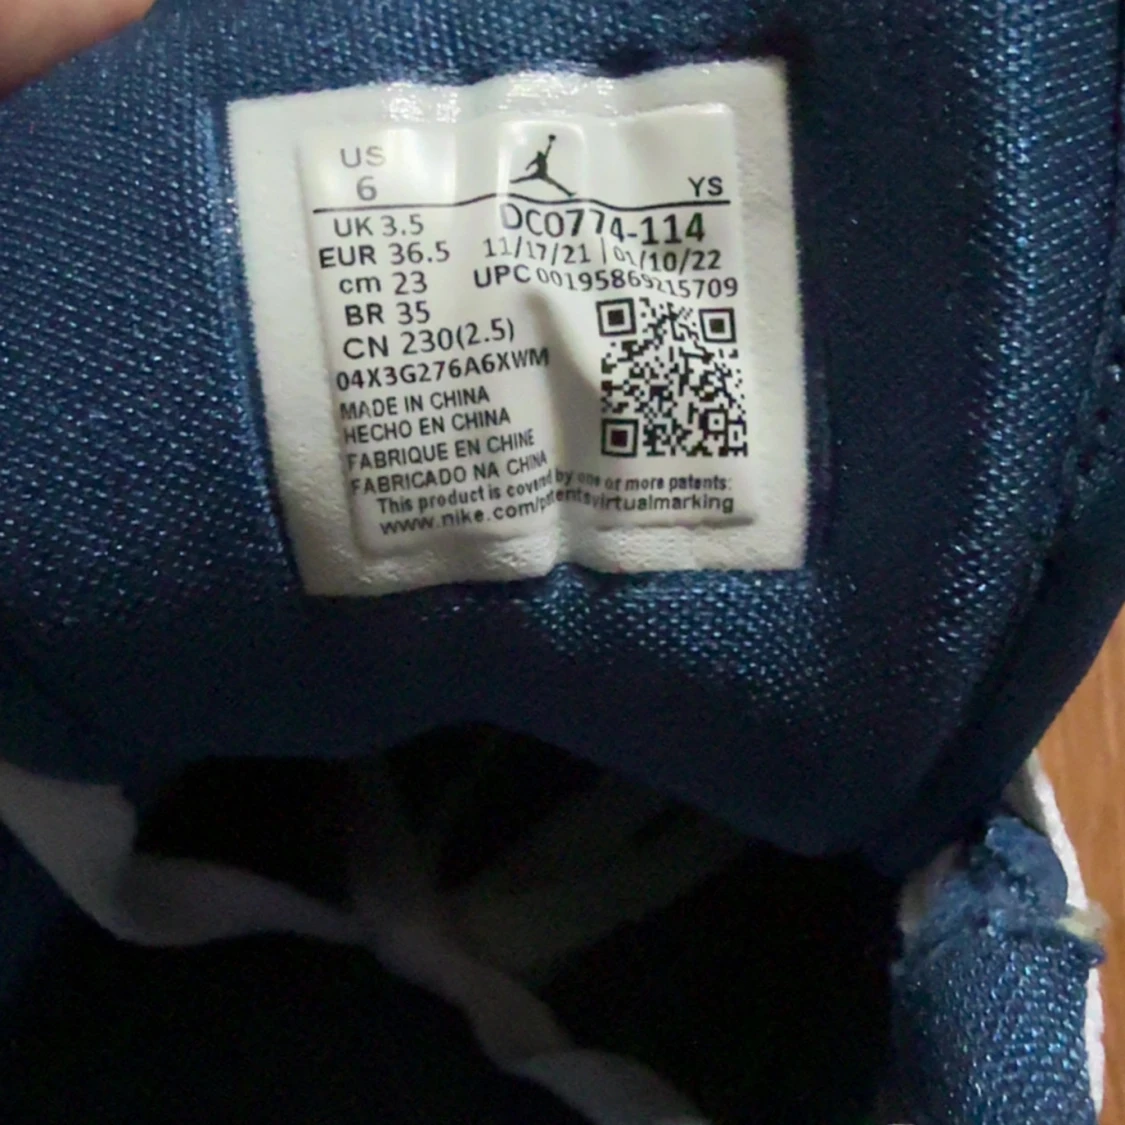 US
6
YS
UK 3.5
DC0774-114
EUR 36.5
11/17/21 | 01/10/22
cm 23
UPC 00195869215709
BR 35
CN 230(2.5)
04X3G276A6XWM
MADE IN CHINA
HECHO EN CHINA
FABRIQUE EN CHINE
FABRICADO NA CHINA
This product is covered by one or more patents:
www.nike.com/patentsvirtualmarking